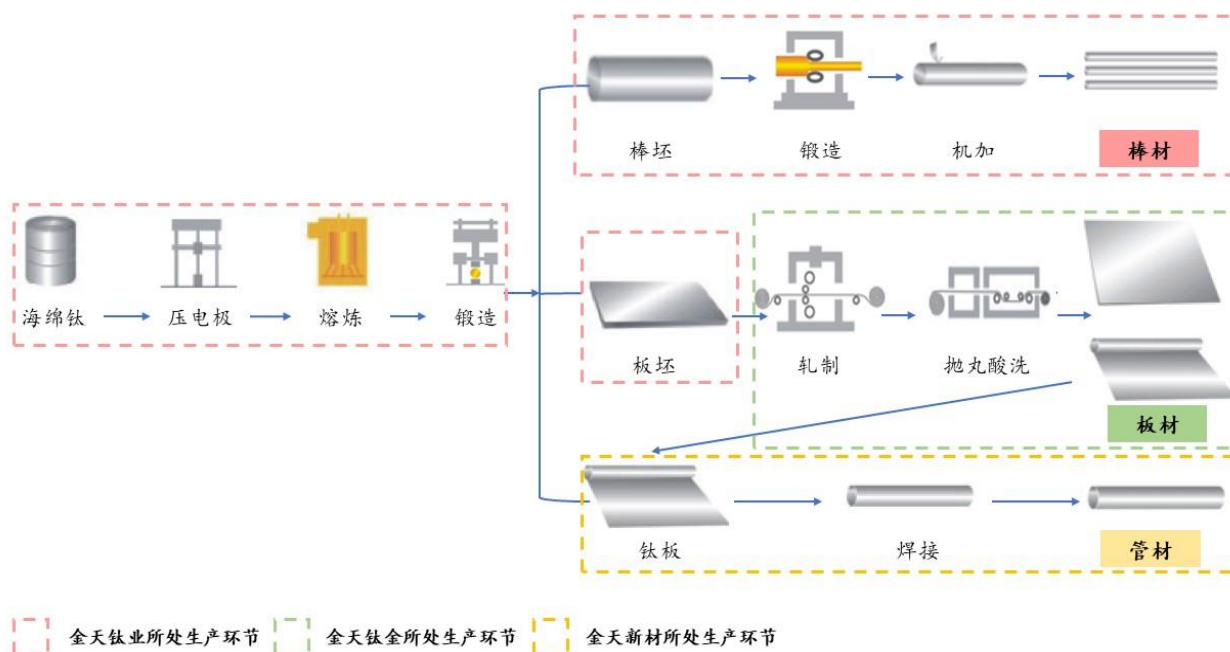 棒坯 锻造 机加 棒材
海绵钛 压电极 熔炼 锻造
板坯 轧制 抛丸酸洗
板材
钛板 焊接 管材
金天钛业所处生产环节 金天钛金所处生产环节 金天新材所处生产环节